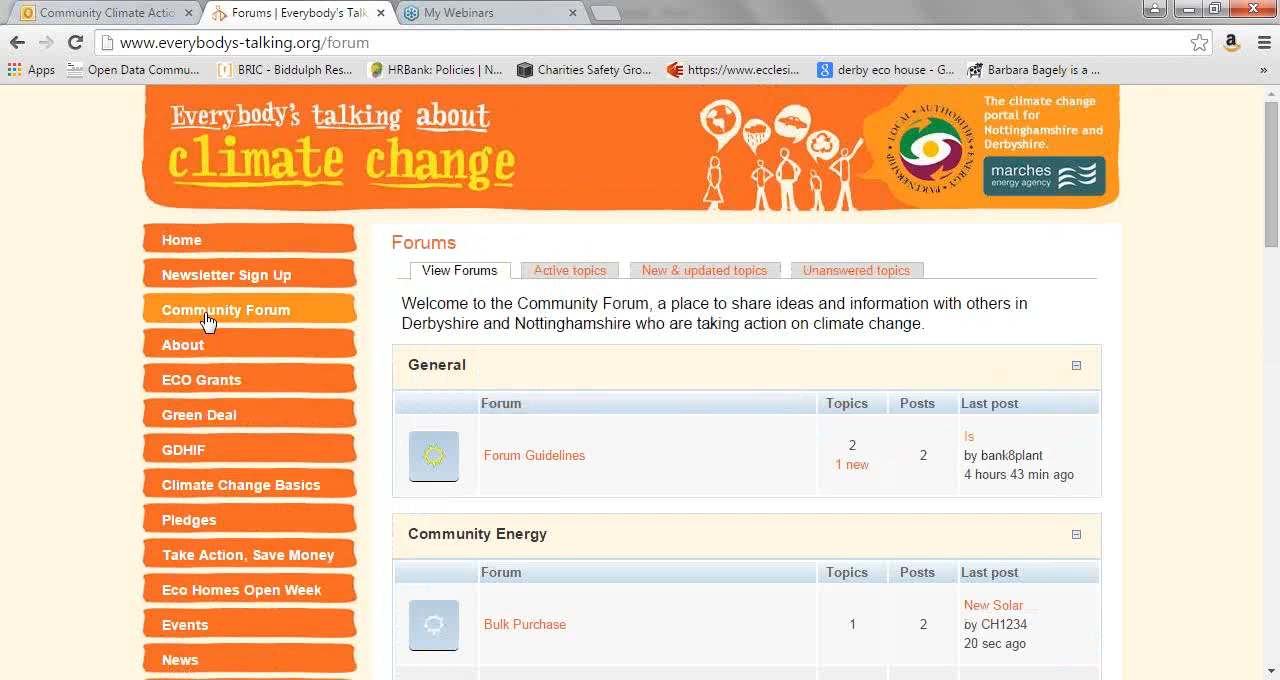 Community Climate Actio
Forums | Everybody's Talk
My Webinars
www.everybodys-talking.org/forum
Apps
Open Data Commu...
BRIC - Biddulph Res...
HRBank: Policies | N...
Charities Safety Gro...
https://www.ecclesi...
derby eco house - G...
Barbara Bagely is a ...
»
Everybody's talking about
climate change
LOCAL AUTHORITIES ENERGY PARTNERSHIP
The climate change
portal for
Nottinghamshire and
Derbyshire.
marches
energy agency
Home
Newsletter Sign Up
Community Forum
About
ECO Grants
Green Deal
GDHIF
Climate Change Basics
Pledges
Take Action, Save Money
Eco Homes Open Week
Events
News
Forums
View Forums
Active topics
New & updated topics
Unanswered topics
Welcome to the Community Forum, a place to share ideas and information with others in
Derbyshire and Nottinghamshire who are taking action on climate change.
General
Forum Topics Posts Last post
Forum Guidelines
2
1 new
2
Is
by bank8plant
4 hours 43 min ago
Community Energy
Forum Topics Posts Last post
Bulk Purchase
1
2
New Solar
by CH1234
20 sec ago